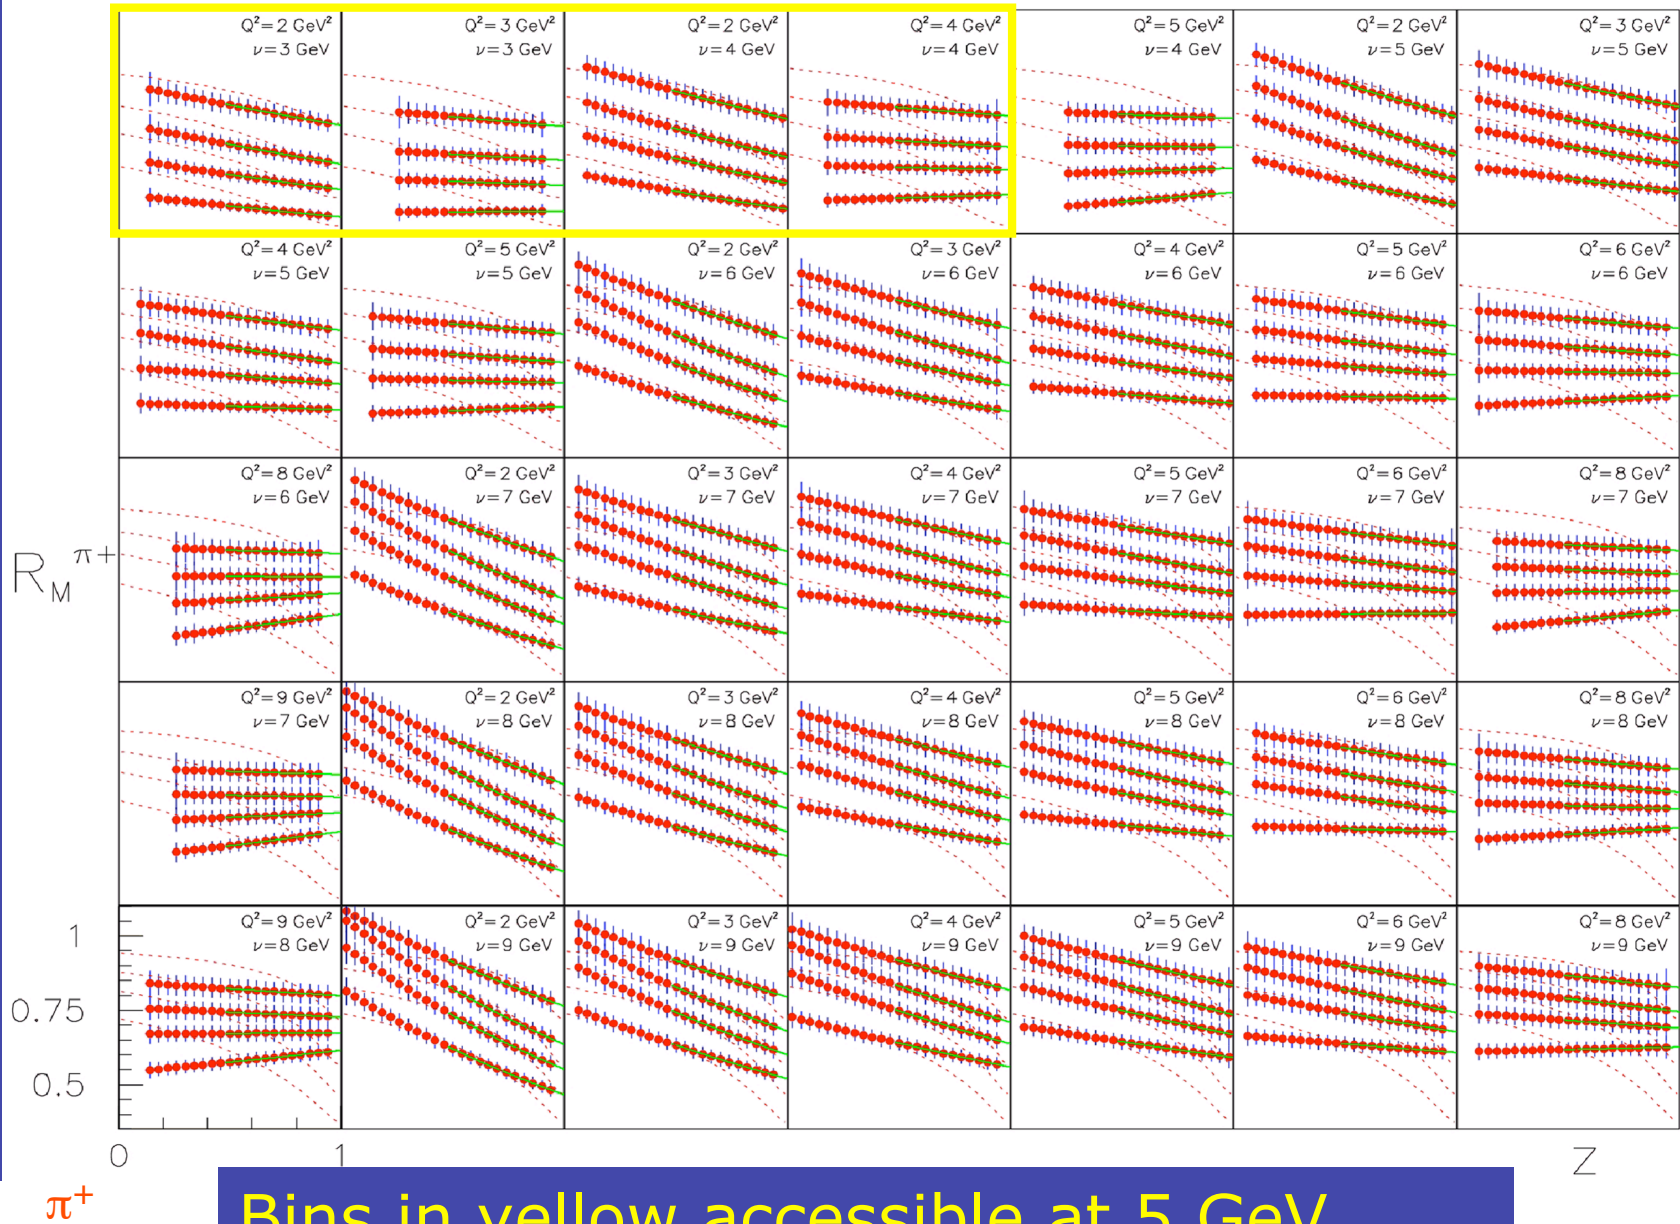 Q²=2 GeV²
ν=3 GeV
Q²=3 GeV²
ν=3 GeV
Q²=2 GeV²
ν=4 GeV
Q²=4 GeV²
ν=4 GeV
Q²=5 GeV²
ν=4 GeV
Q²=2 GeV²
ν=5 GeV
Q²=3 GeV²
ν=5 GeV
Q²=4 GeV²
ν=5 GeV
Q²=5 GeV²
ν=5 GeV
Q²=2 GeV²
ν=6 GeV
Q²=3 GeV²
ν=6 GeV
Q²=4 GeV²
ν=6 GeV
Q²=5 GeV²
ν=6 GeV
Q²=6 GeV²
ν=6 GeV
Q²=8 GeV²
ν=6 GeV
Q²=2 GeV²
ν=7 GeV
Q²=3 GeV²
ν=7 GeV
Q²=4 GeV²
ν=7 GeV
Q²=5 GeV²
ν=7 GeV
Q²=6 GeV²
ν=7 GeV
Q²=8 GeV²
ν=7 GeV
R_M^π+
Q²=9 GeV²
ν=7 GeV
Q²=2 GeV²
ν=8 GeV
Q²=3 GeV²
ν=8 GeV
Q²=4 GeV²
ν=8 GeV
Q²=5 GeV²
ν=8 GeV
Q²=6 GeV²
ν=8 GeV
Q²=8 GeV²
ν=8 GeV
Q²=9 GeV²
ν=8 GeV
Q²=2 GeV²
ν=9 GeV
Q²=3 GeV²
ν=9 GeV
Q²=4 GeV²
ν=9 GeV
Q²=5 GeV²
ν=9 GeV
Q²=6 GeV²
ν=9 GeV
Q²=8 GeV²
ν=9 GeV
1
0.75
0.5
0 1 Z
π⁺
Bins in yellow accessible at 5 GeV